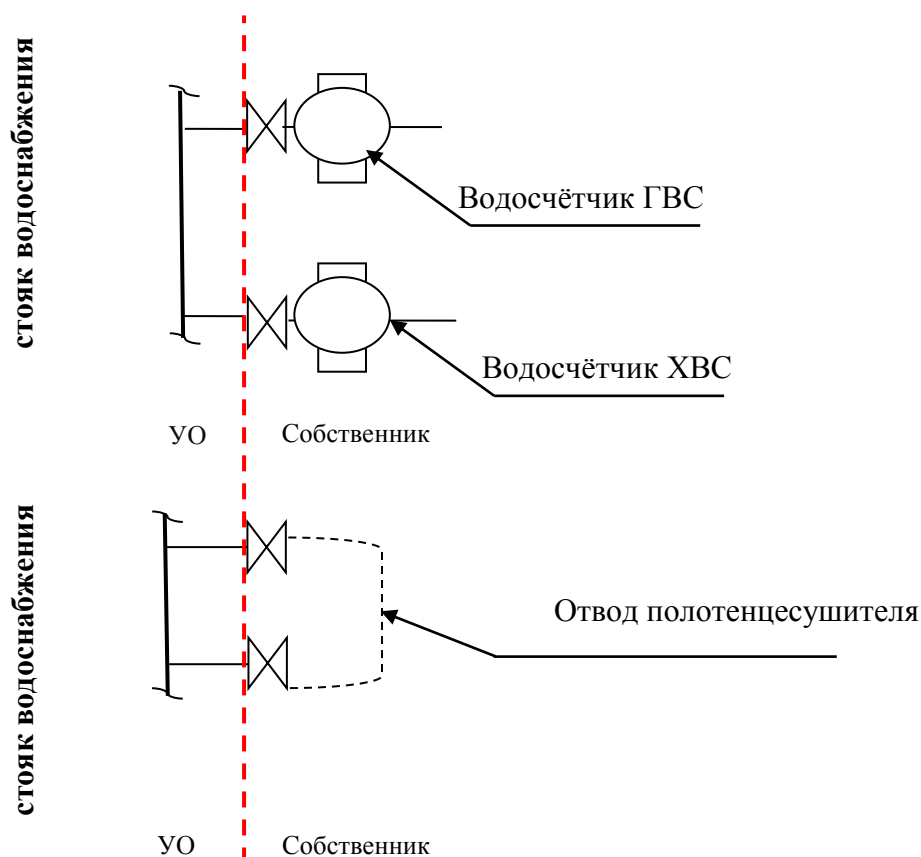 стояк водоснабжения
Водосчётчик ГВС
Водосчётчик ХВС
УО Собственник
стояк водоснабжения
Отвод полотенцесушителя
УО Собственник